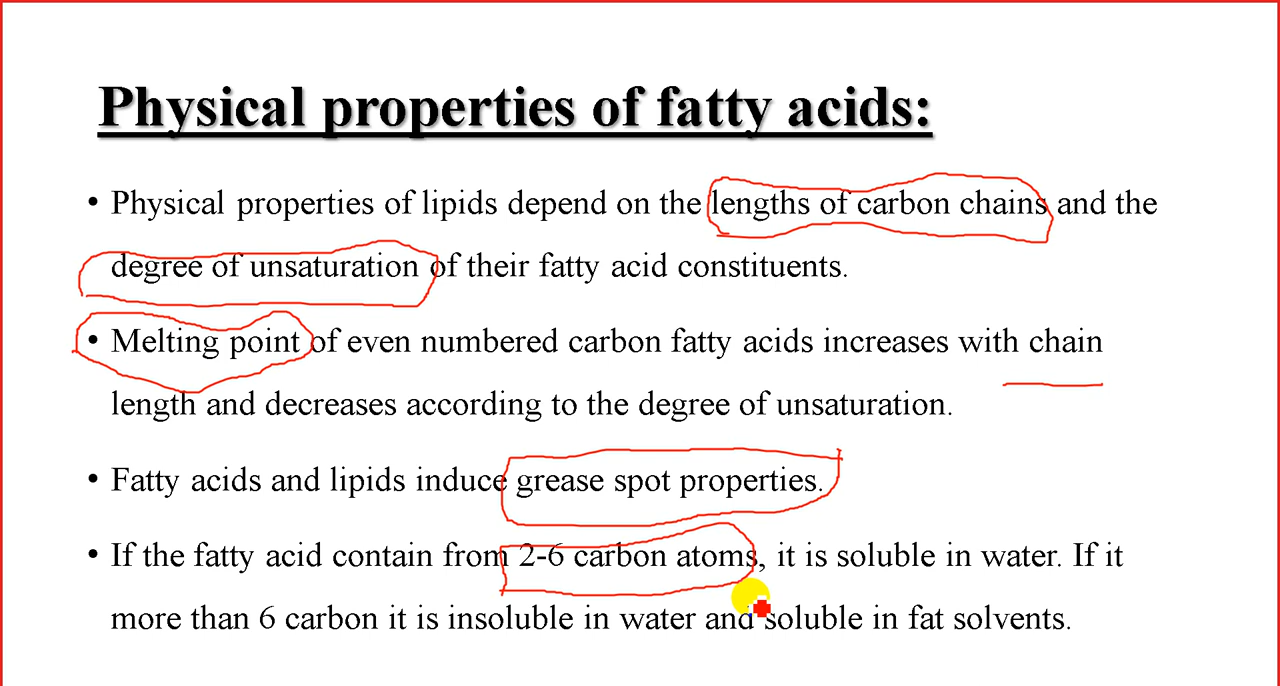 Physical properties of fatty acids:
• Physical properties of lipids depend on the lengths of carbon chains and the
degree of unsaturation of their fatty acid constituents.
• Melting point of even numbered carbon fatty acids increases with chain
length and decreases according to the degree of unsaturation.
• Fatty acids and lipids induce grease spot properties.
• If the fatty acid contain from 2-6 carbon atoms, it is soluble in water. If it
more than 6 carbon it is insoluble in water and soluble in fat solvents.